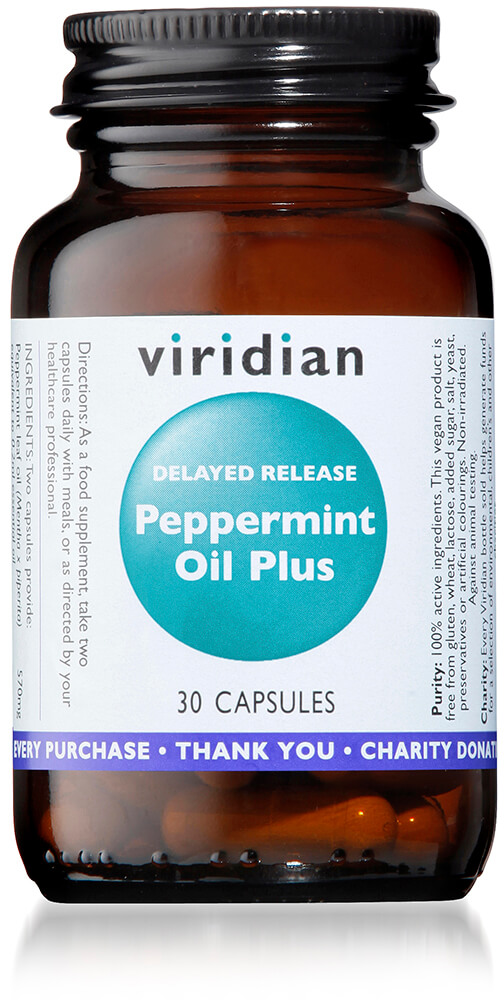 viridian
DELAYED RELEASE
Peppermint
Oil Plus
30 CAPSULES
EVERY PURCHASE • THANK YOU • CHARITY DONATI
Directions: As a food supplement, take two
capsules daily with meals, or as directed by your
healthcare professional.
INGREDIENTS: Two capsules provide:
Peppermint leaf oil (Mentha x piperita) 570mg
Purity: 100% active ingredients. This vegan product is
free from gluten, wheat, lactose, added sugar, salt, yeast,
preservatives or artificial colourings. Non-irradiated.
Against animal testing.
Charity: Every Viridian bottle sold helps generate funds
for a selection of environmental, children's